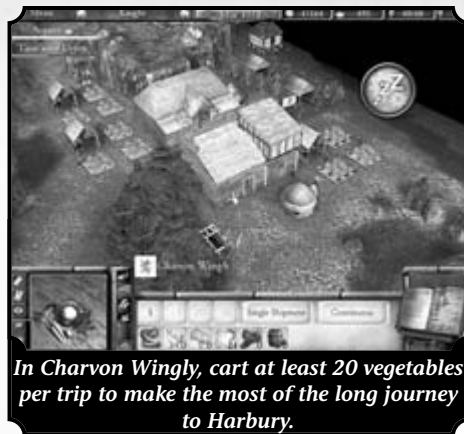 Charvon Wingly
Single Shipment
Continuous
In Charvon Wingly, cart at least 20 vegetables
per trip to make the most of the long journey
to Harbury.